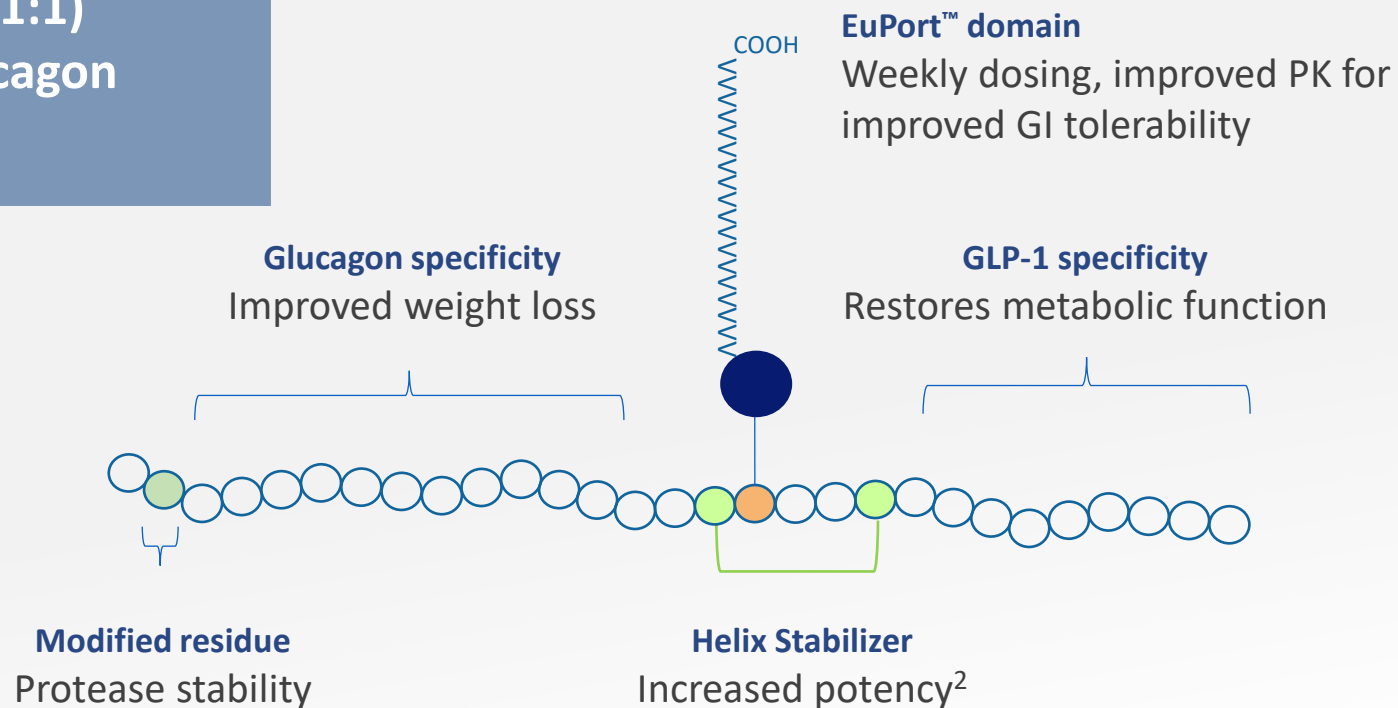 1:1)
cagon
COOH
EuPort™ domain
Weekly dosing, improved PK for
improved GI tolerability
Glucagon specificity
Improved weight loss
GLP-1 specificity
Restores metabolic function
Modified residue
Protease stability
Helix Stabilizer
Increased potency²